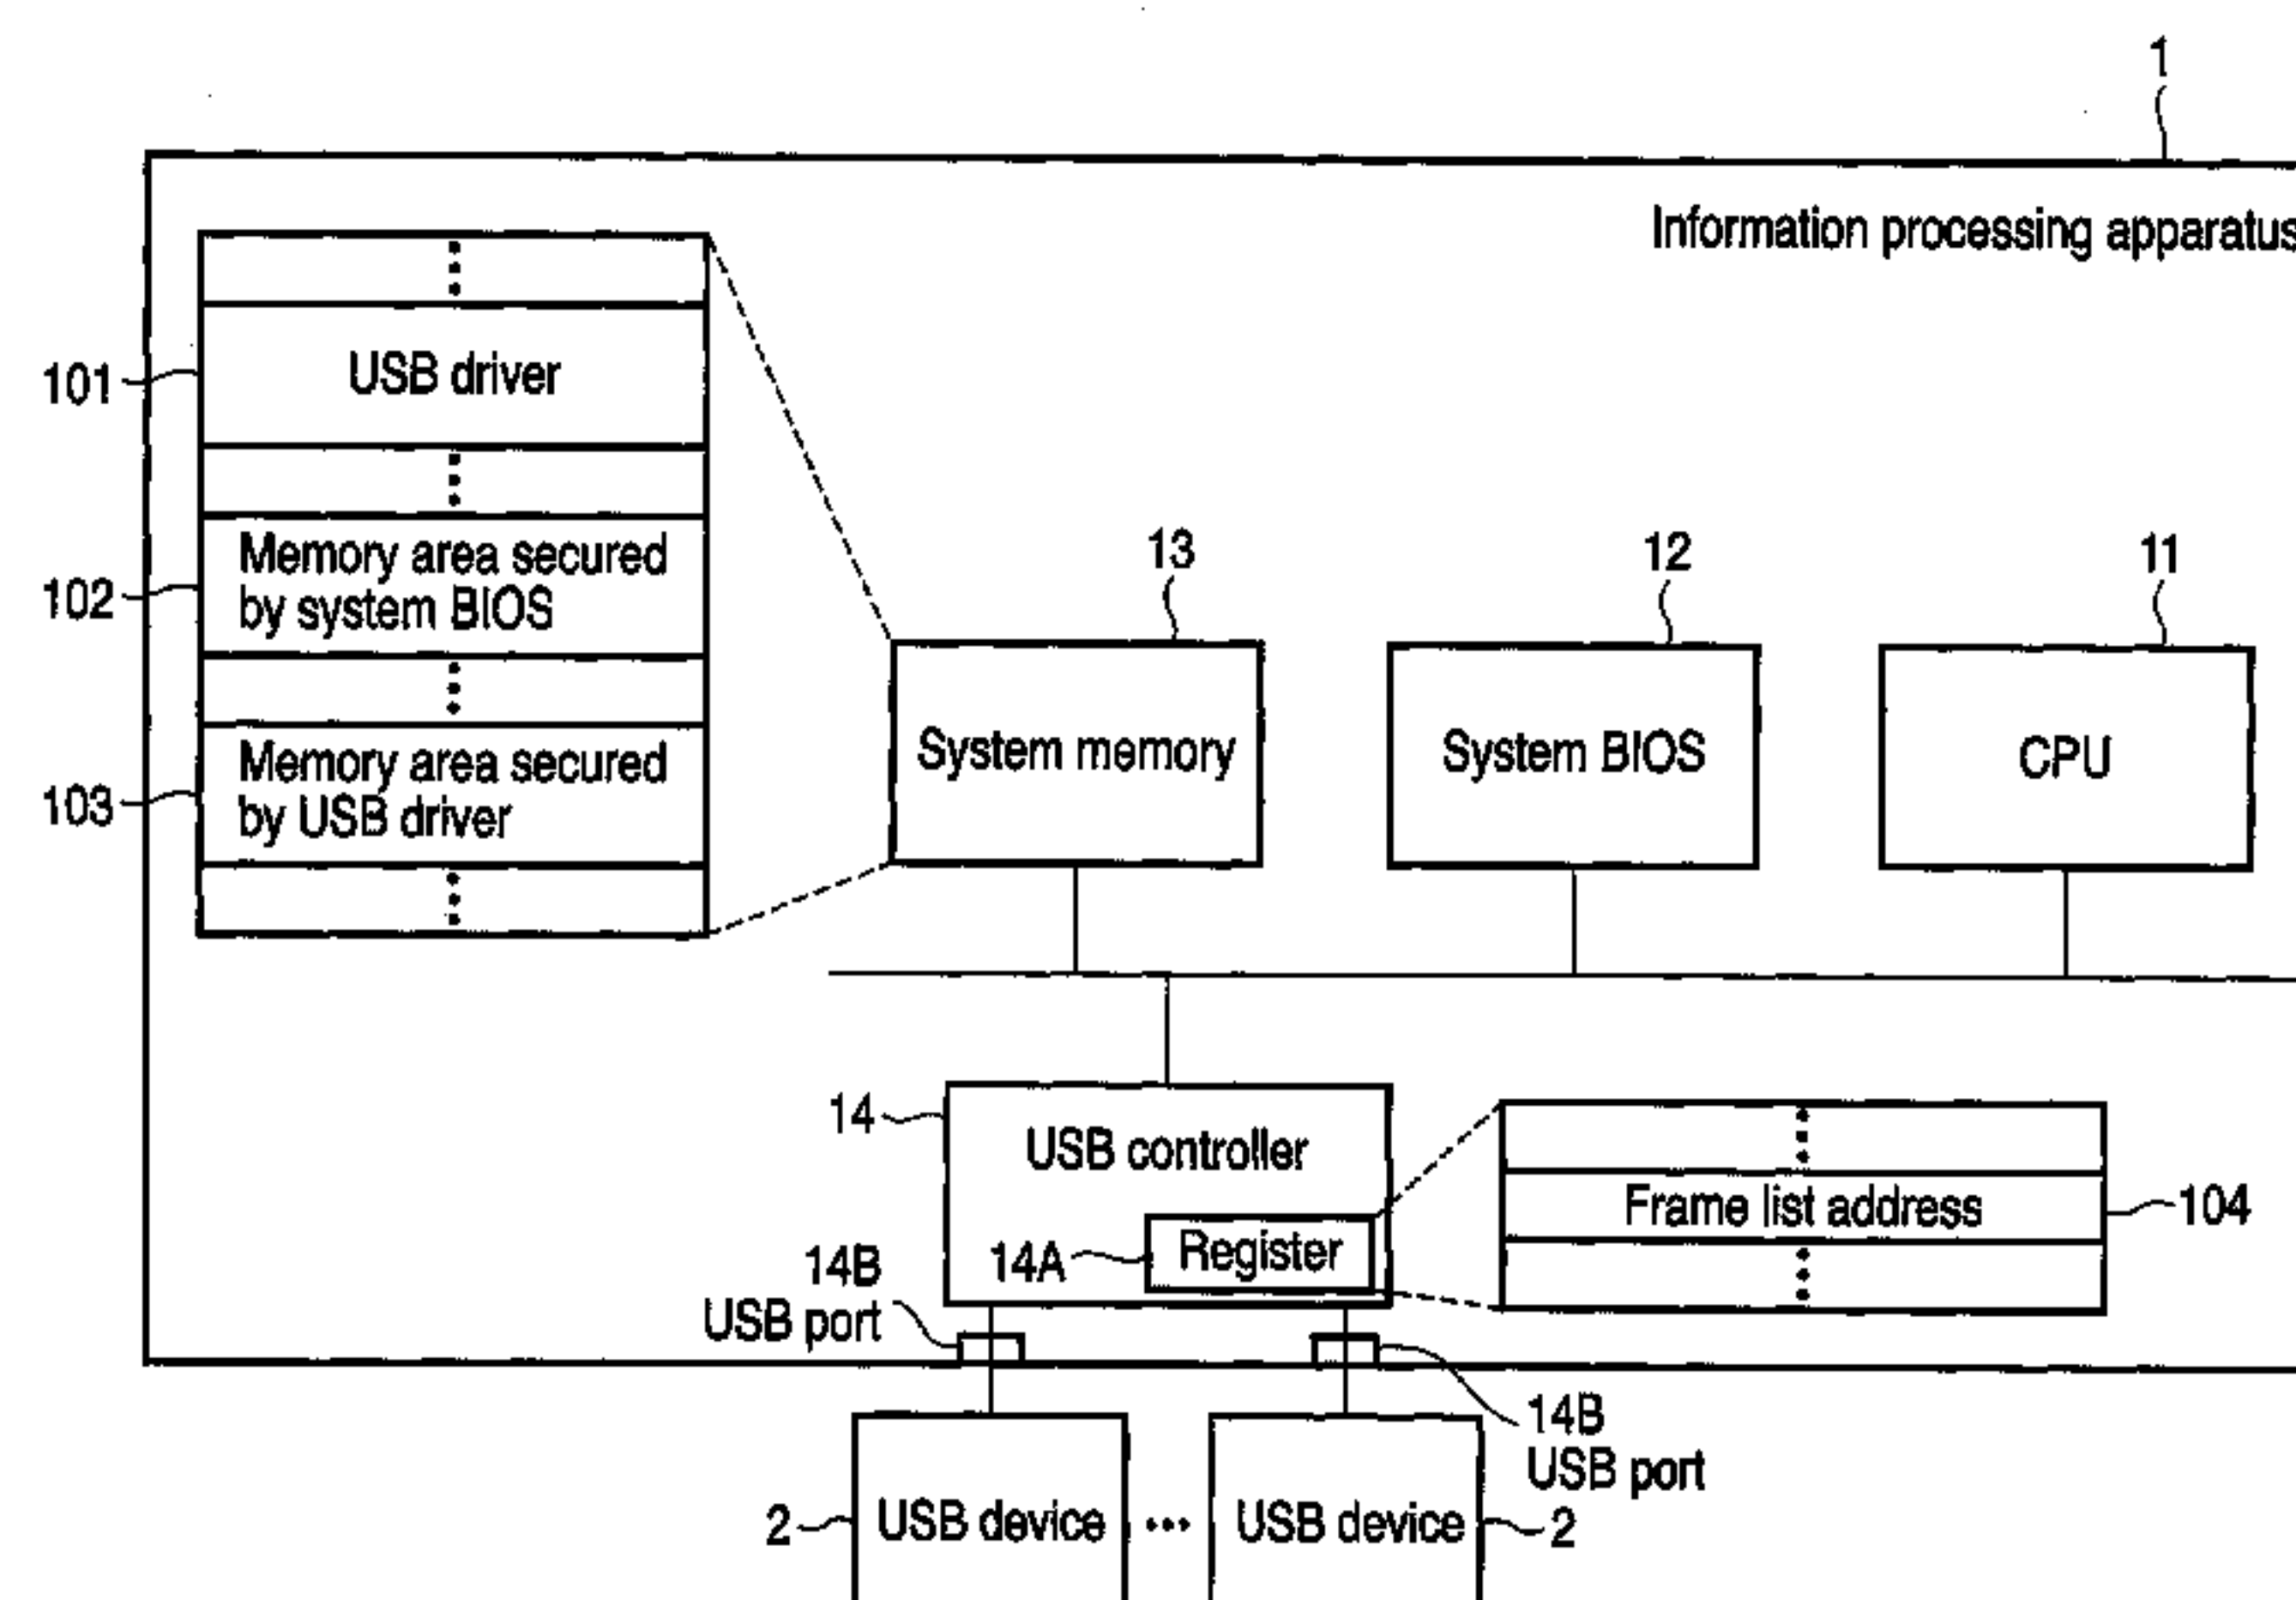 1
Information processing apparatus
101
USB driver
102
Memory area secured
by system BIOS
103
Memory area secured
by USB driver
13
System memory
12
System BIOS
11
CPU
14
USB controller
14A
Register
Frame list address
104
14B
USB port
14B
USB port
2
USB device
•••
USB device
2